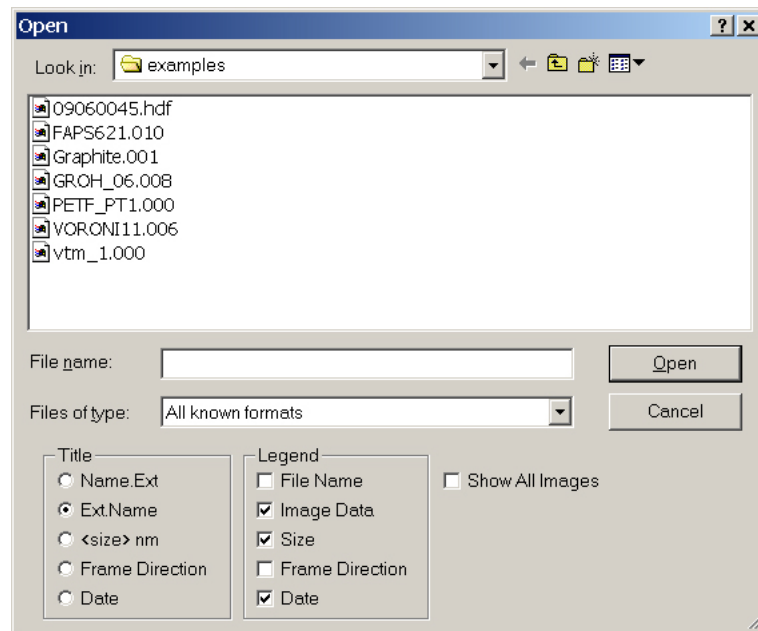 Open
Look in: examples
09060045.hdf
FAPS621.010
Graphite.001
GROH_06.008
PETF_PT1.000
VORONI11.006
vtm_1.000
File name: Open
Files of type: All known formats Cancel
Title
Name.Ext
Ext.Name
<size> nm
Frame Direction
Date
Legend
File Name
Image Data
Size
Frame Direction
Date
Show All Images